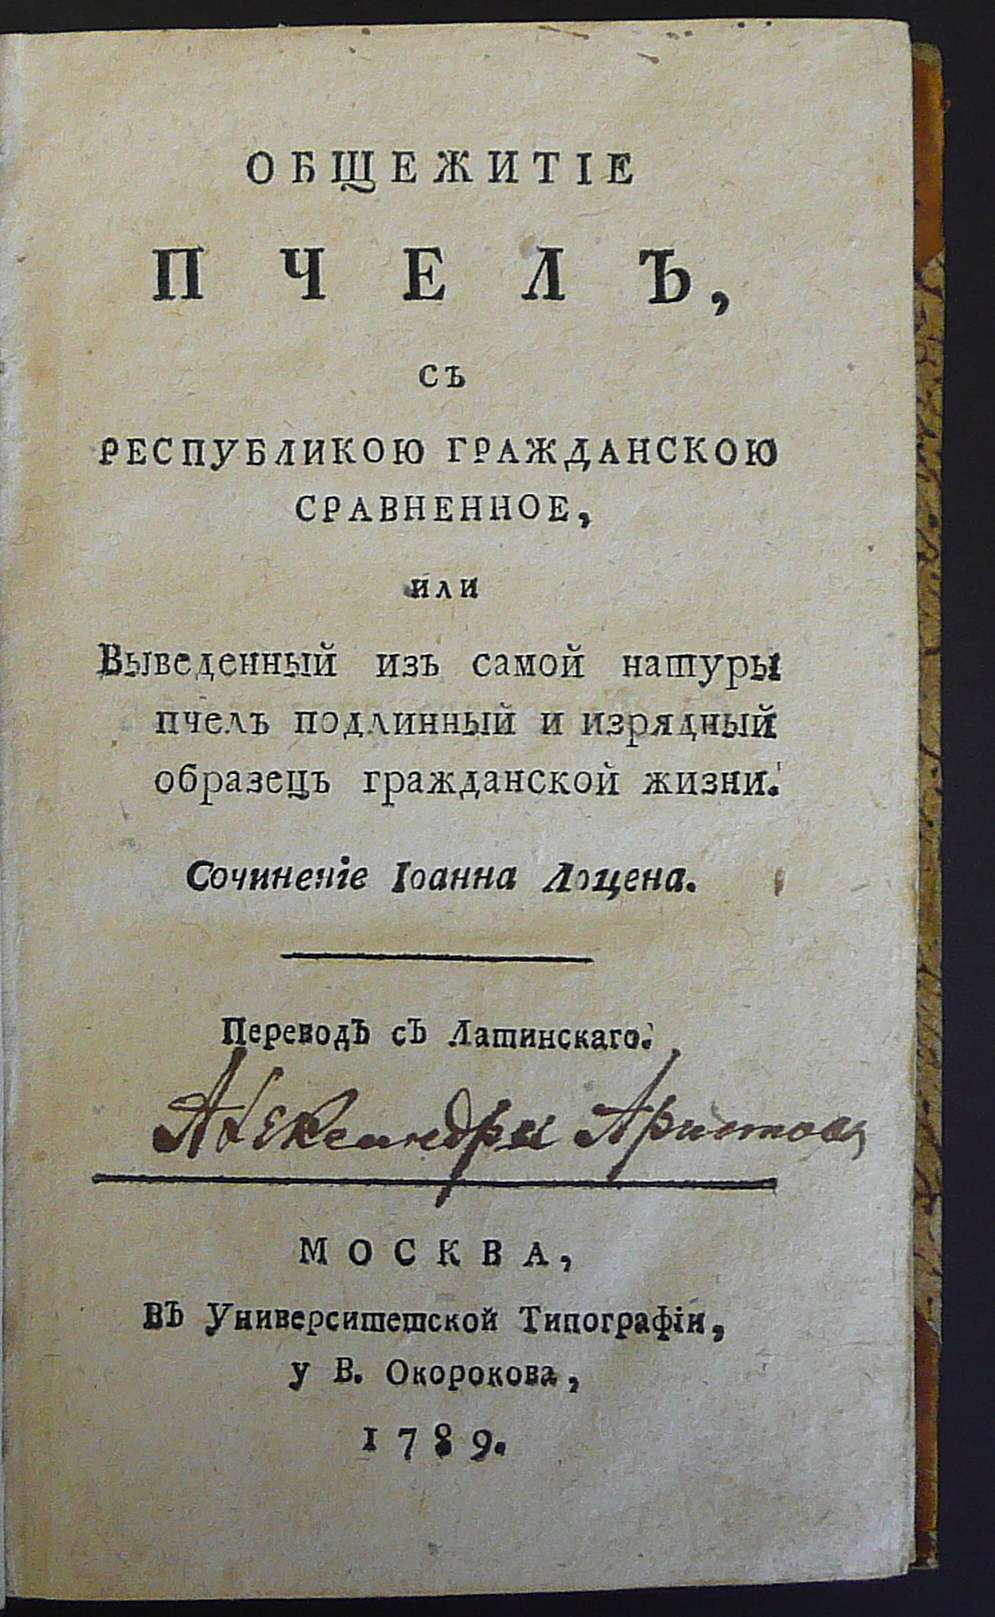 ОБЩЕЖИТІЕ
ПЧЕЛЪ,
СЪ
РЕСПУБЛИКОЮ ГРАЖДАНСКОЮ
СРАВНЕННОЕ,
ИЛИ
Выведенный изъ самой натуры
пчелъ подлинный и изрядный
образецъ гражданской жизни.
Сочиненіе Іоанна Лоцена.
Переводъ съ Латинскаго.
Александры
МОСКВА,
Въ Университетской Типографіи,
у В. Окорокова,
1789.